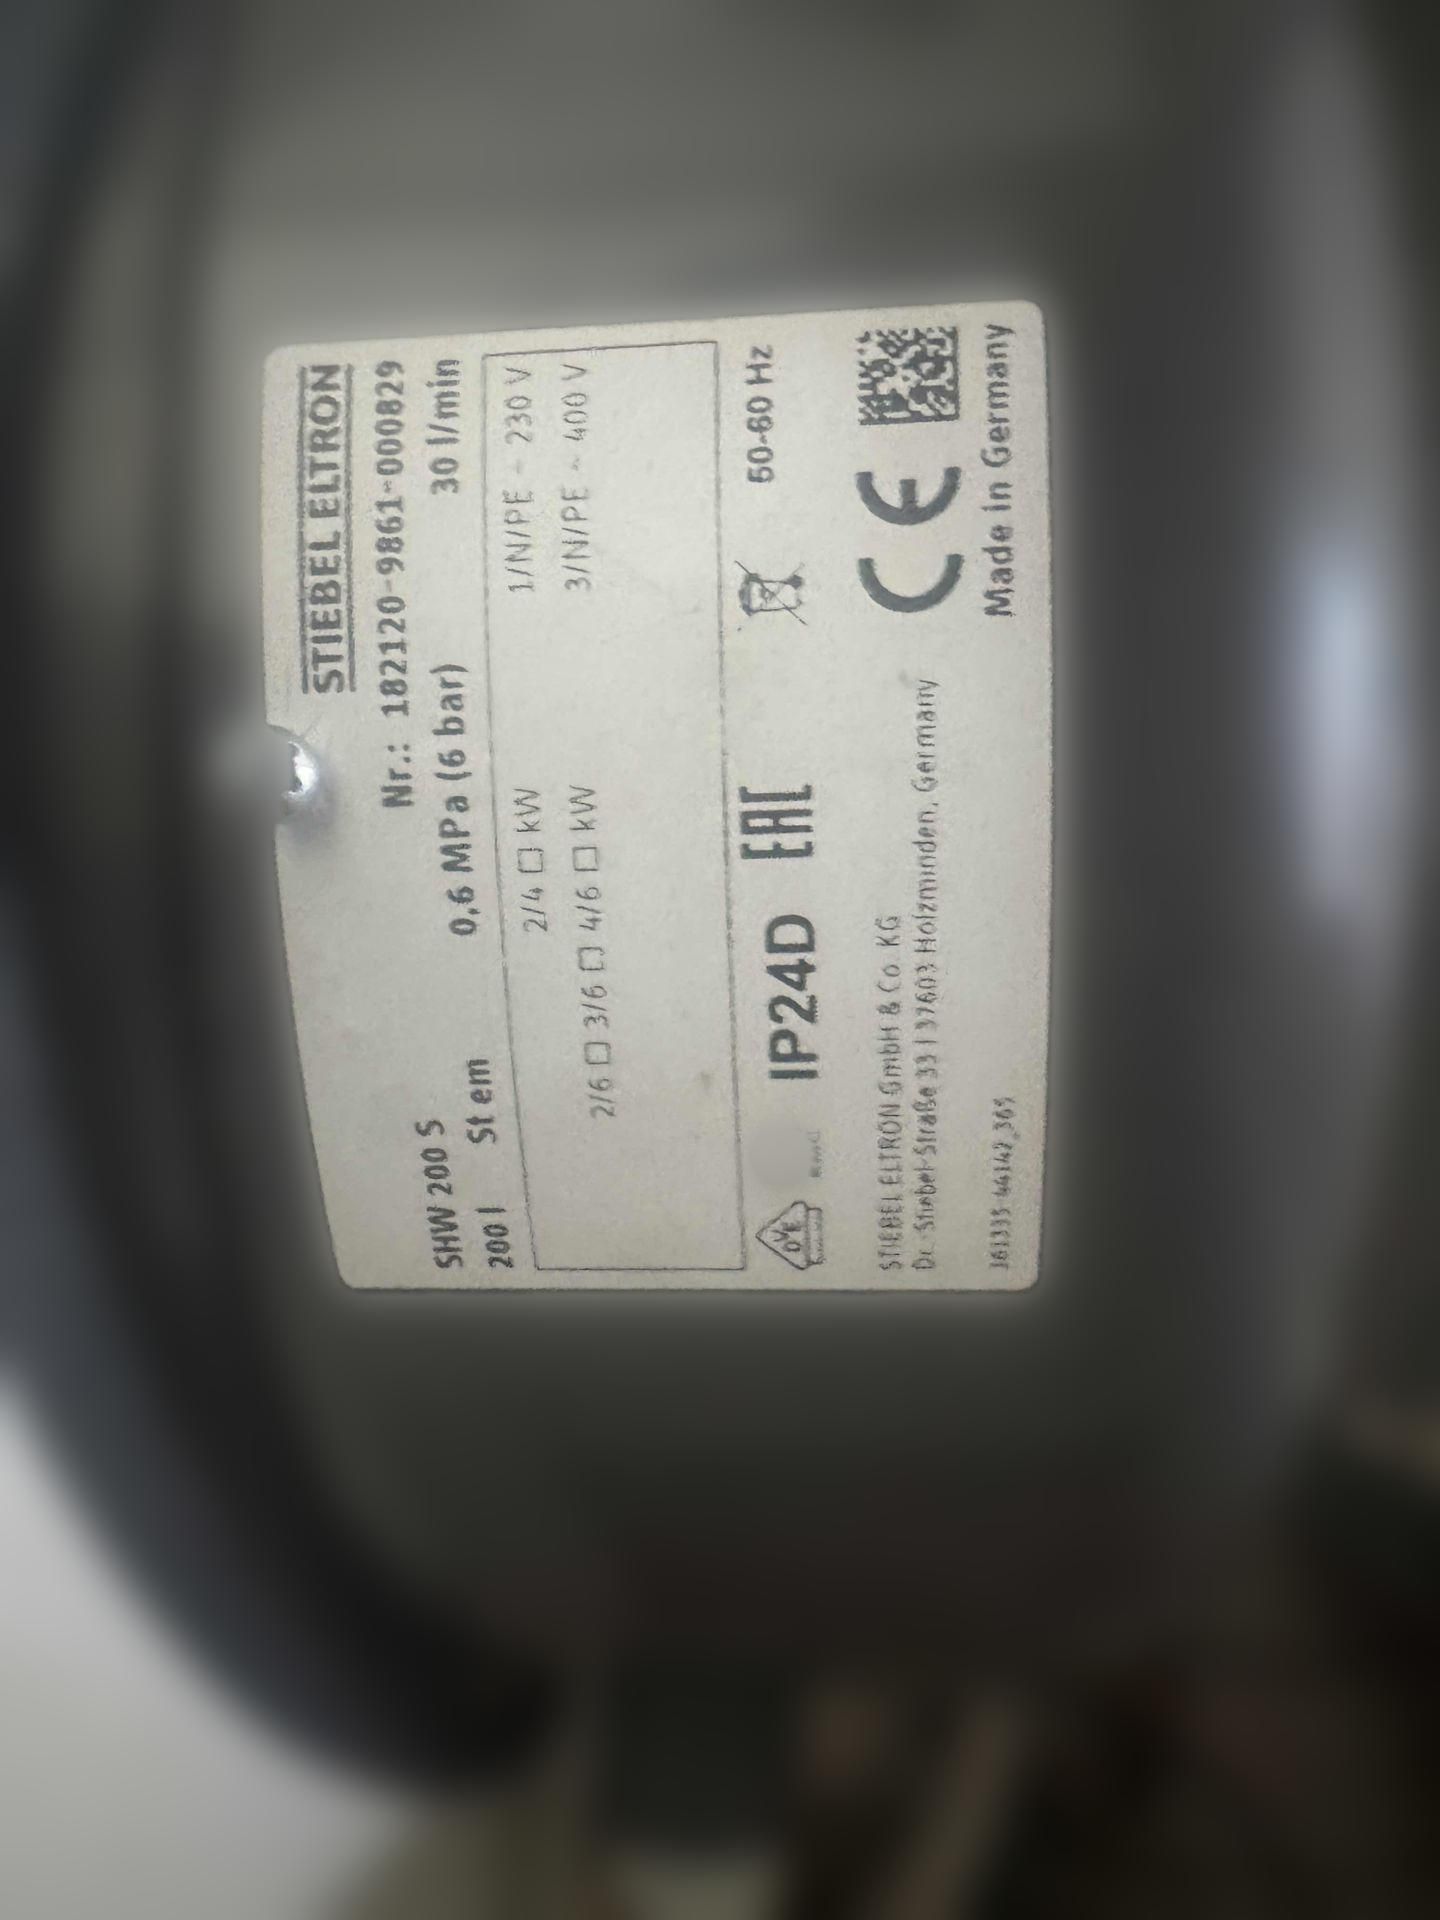 STIEBEL ELTRON
Nr.: 182120-9861-000829
SHW 200 S
200 l St em 0,6 MPa (6 bar) 30 l/min
2/4 □ kW 1/N/PE ~ 230 V
2/6 □ 3/6 □ 4/6 □ kW 3/N/PE ~ 400 V
VDE IP24D EAC 50-60 Hz
STIEBEL ELTRON GmbH & Co. KG CE
Dr.-Stiebel-Straße 33 | 37603 Holzminden, Germany
Made in Germany